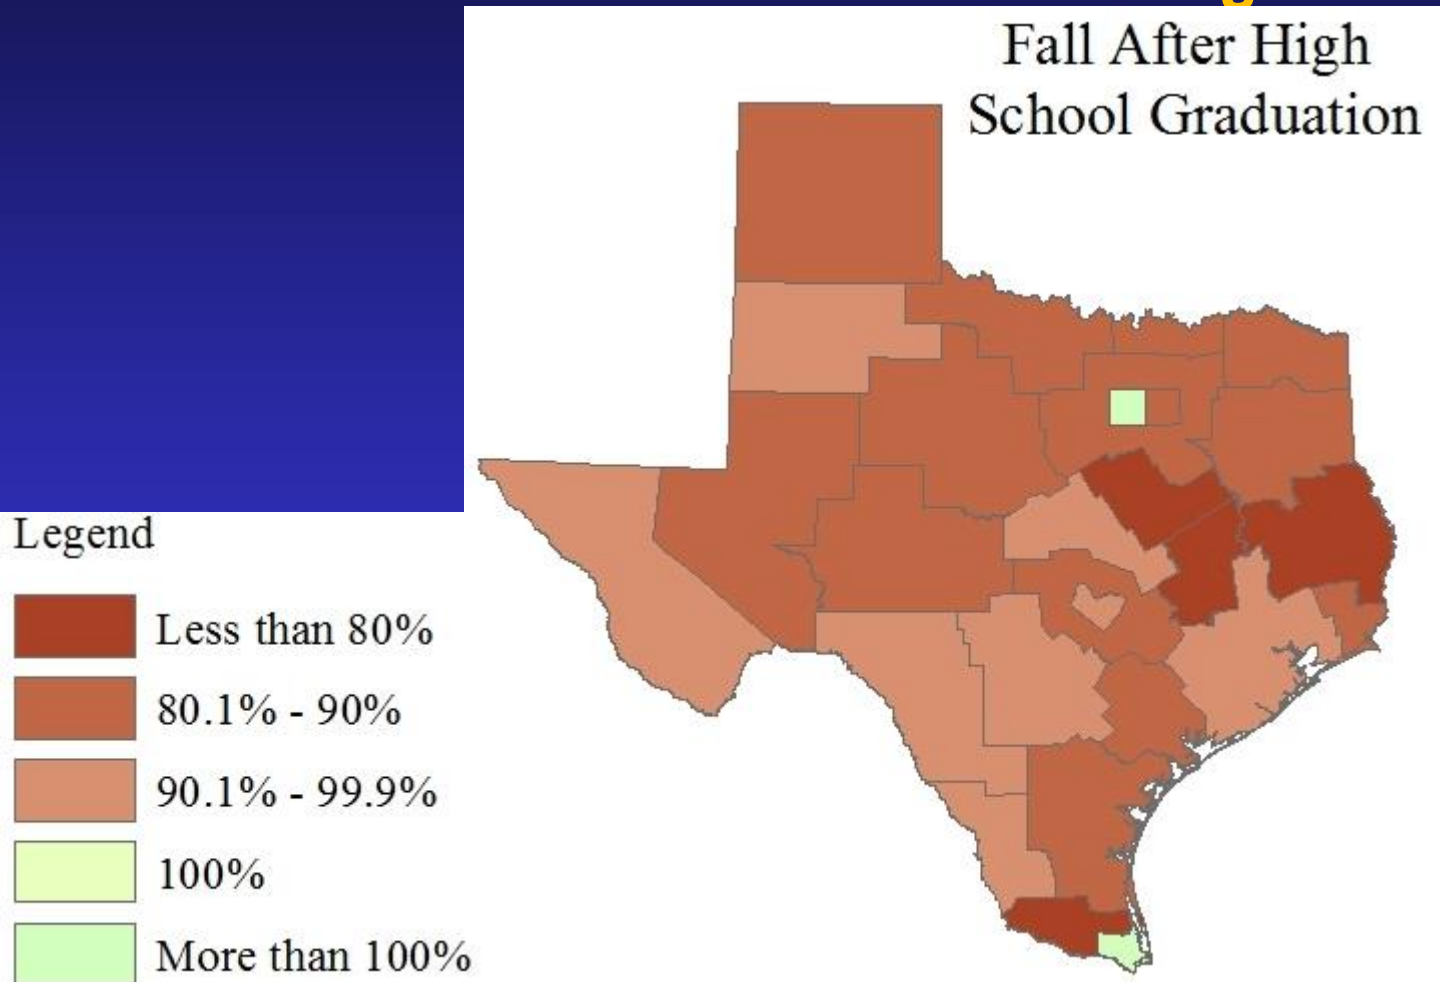 Fall After High
School Graduation
Legend
Less than 80%
80.1% - 90%
90.1% - 99.9%
100%
More than 100%